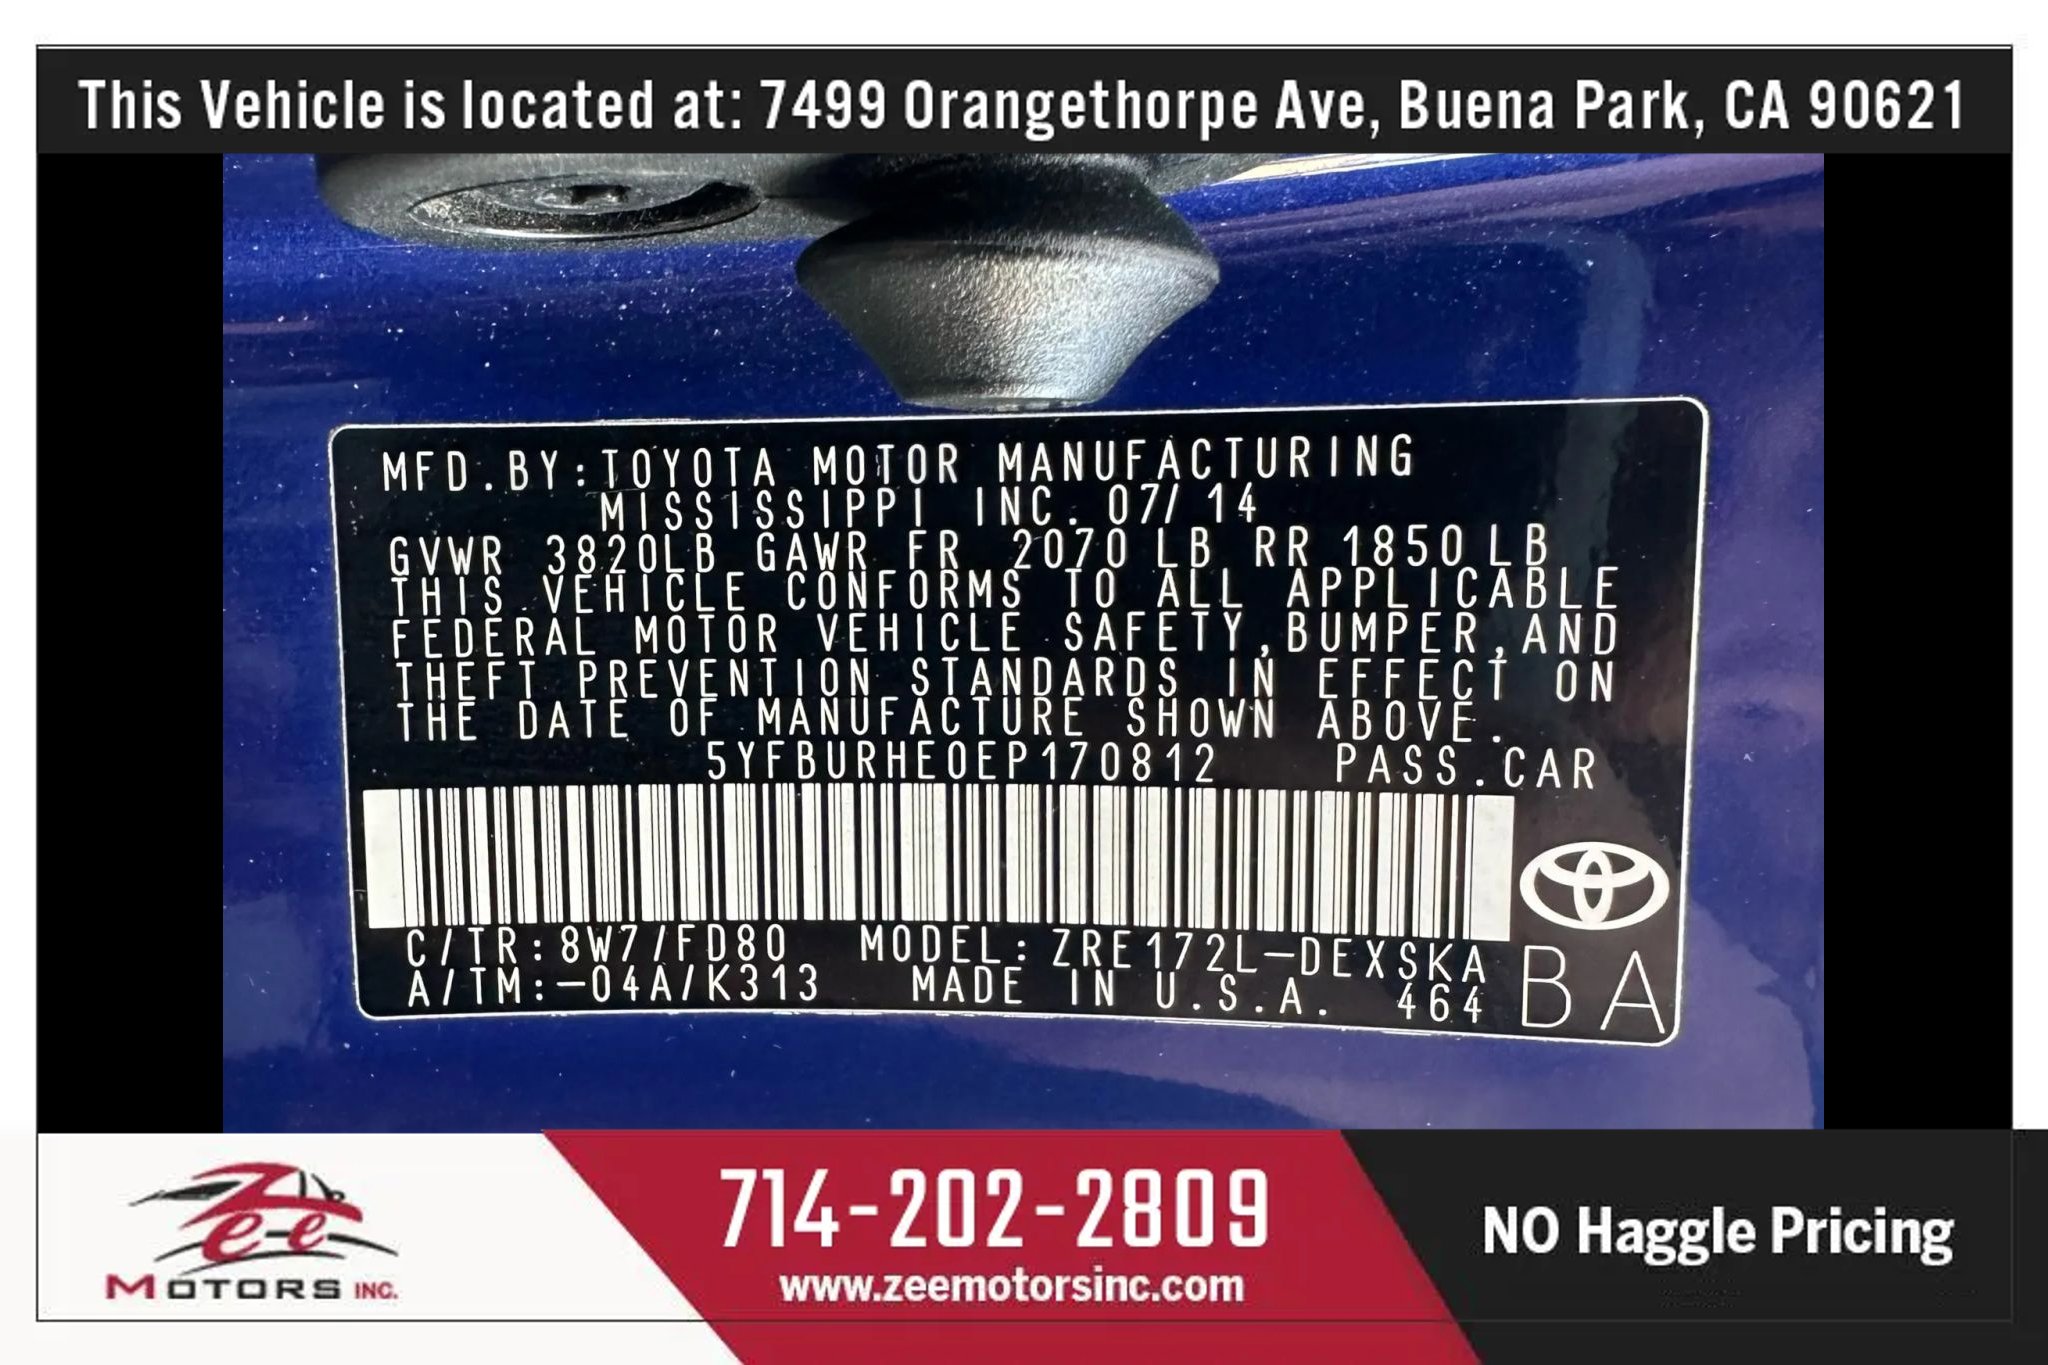 This Vehicle is located at: 7499 Orangethorpe Ave, Buena Park, CA 90621
MFD.BY:TOYOTA MOTOR MANUFACTURING
MISSISSIPPI INC. 07/14
GVWR 3820LB GAWR FR 2070LB RR 1850LB
THIS VEHICLE CONFORMS TO ALL APPLICABLE
FEDERAL MOTOR VEHICLE SAFETY,BUMPER,AND
THEFT PREVENTION STANDARDS IN EFFECT ON
THE DATE OF MANUFACTURE SHOWN ABOVE.
5YFBURHE0EP170812 PASS.CAR
C/TR:8W7/FD80 MODEL:ZRE172L-DEXSKA
A/TM:-04A/K313 MADE IN U.S.A. 464
BA
Zee
MOTORS INC.
714-202-2809
www.zeemotorsinc.com
NO Haggle Pricing